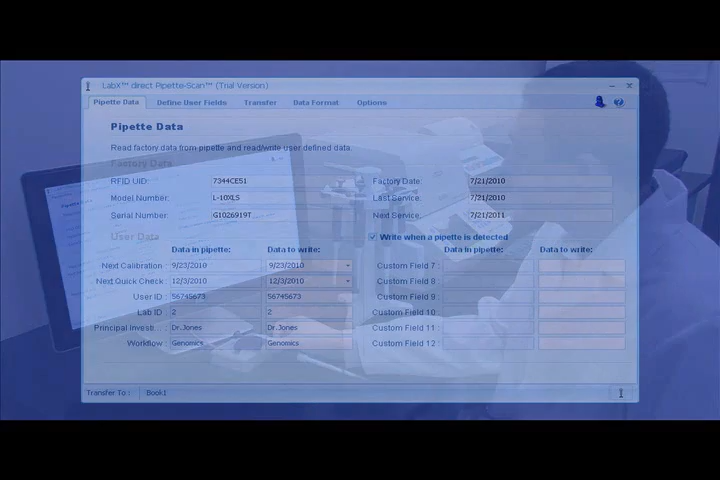 LabX™ direct Pipette-Scan™ (Trial Version)
Pipette Data Define User Fields Transfer Data Format Options
Pipette Data
Read factory data from pipette and read/write user defined data.
Factory Data
RFID UID: 7344CE51 Factory Date: 7/21/2010
Model Number: L-10XLS Last Service: 7/21/2010
Serial Number: G1026919T Next Service: 7/21/2011
User Data Write when a pipette is detected
Data in pipette: Data to write: Data in pipette: Data to write:
Next Calibration : 9/23/2010 9/23/2010 Custom Field 7 :
Next Quick Check : 12/3/2010 12/3/2010 Custom Field 8 :
User ID : 56745673 56745673 Custom Field 9 :
Lab ID : 2 2 Custom Field 10 :
Principal Investi... : Dr.Jones Dr.Jones Custom Field 11 :
Workflow : Genomics Genomics Custom Field 12 :
Transfer To : Book1